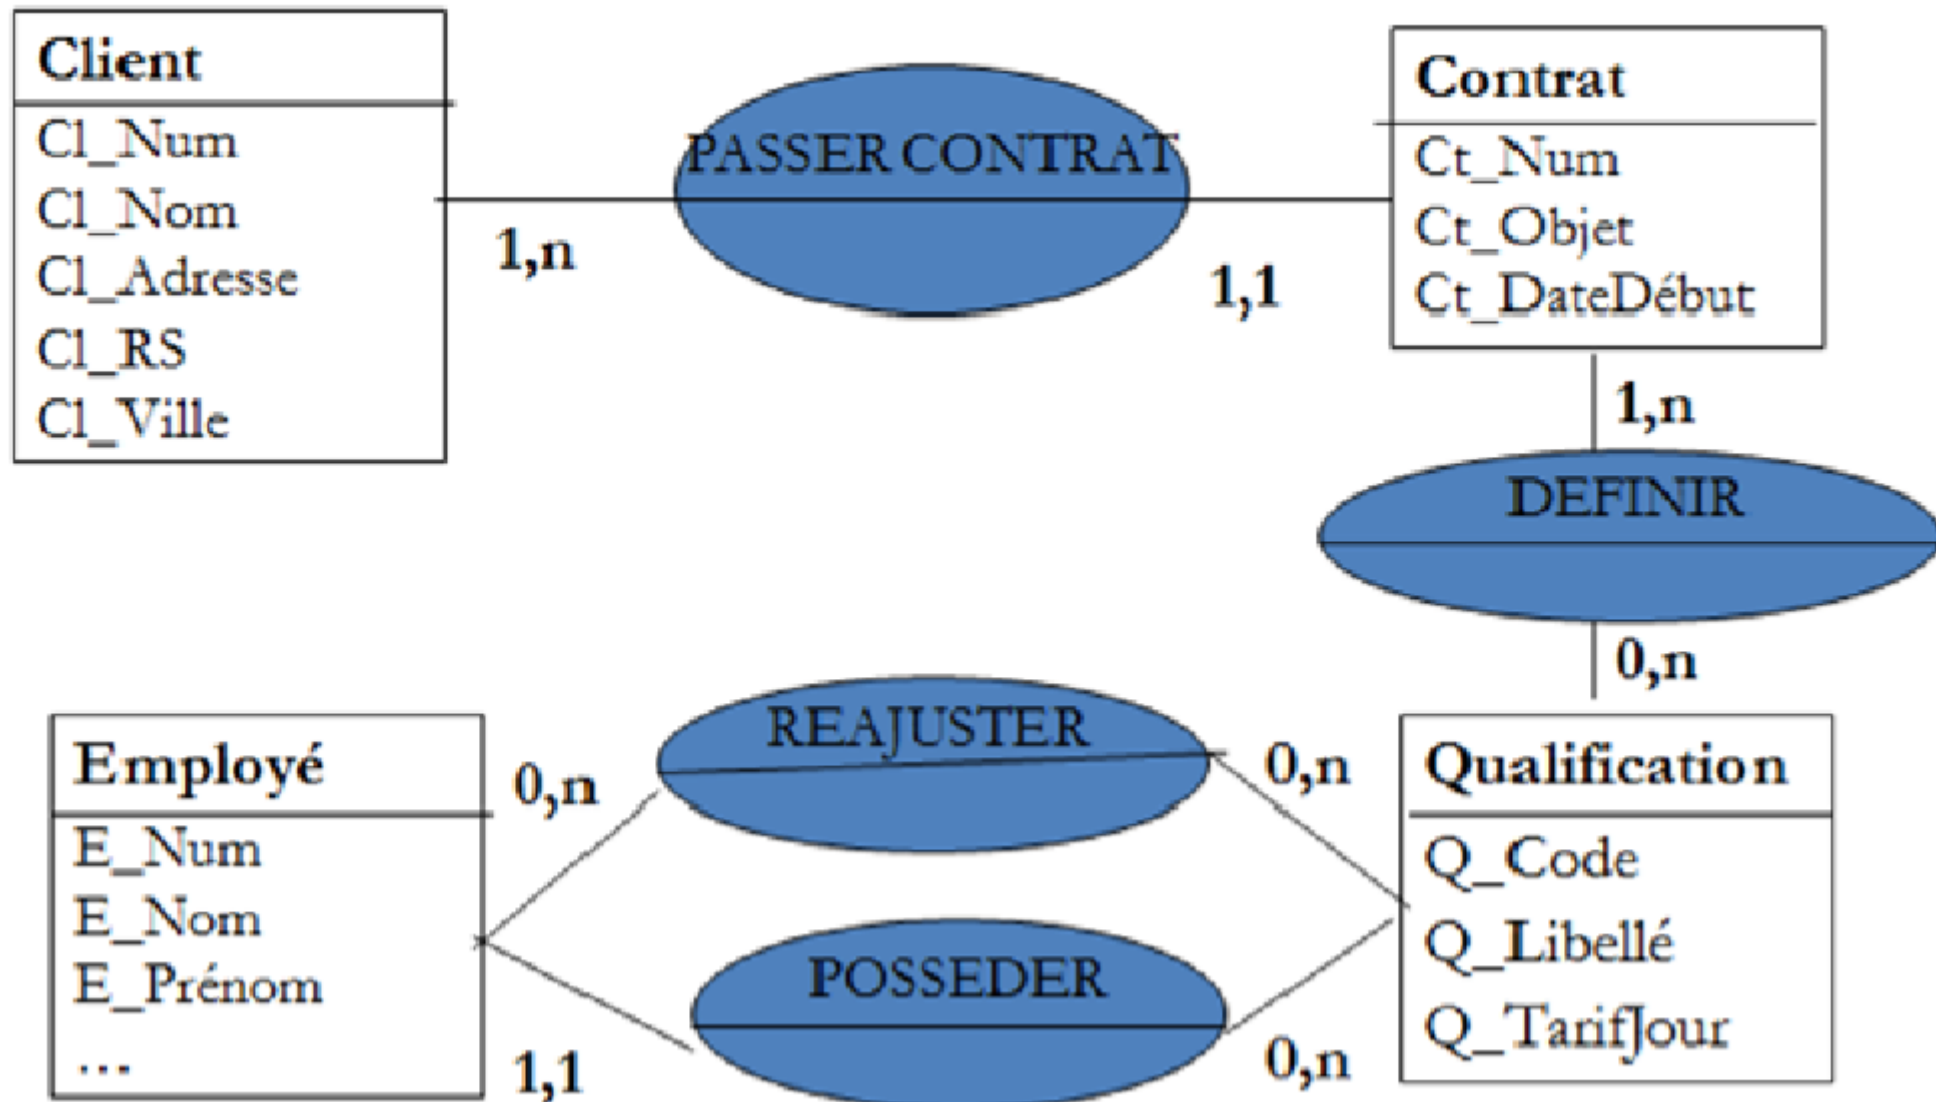 Client
Cl_Num
Cl_Nom
Cl_Adresse
Cl_RS
Cl_Ville
PASSER CONTRAT
1,n
1,1
Contrat
Ct_Num
Ct_Objet
Ct_DateDébut
1,n
DEFINIR
0,n
Employé
E_Num
E_Nom
E_Prénom
...
0,n
REAJUSTER
0,n
1,1
POSSEDER
0,n
Qualification
Q_Code
Q_Libellé
Q_TarifJour